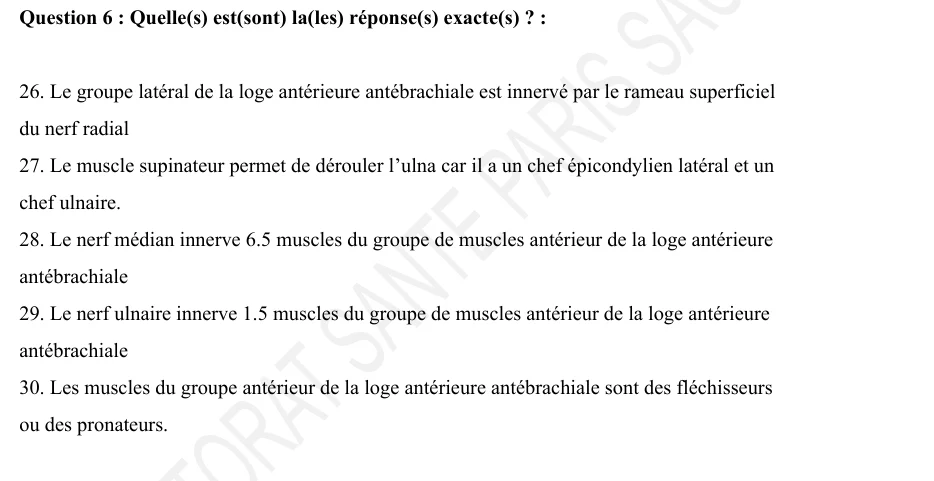 Question 6 : Quelle(s) est(sont) la(les) réponse(s) exacte(s) ? :
26. Le groupe latéral de la loge antérieure antébrachiale est innervé par le rameau superficiel
du nerf radial
27. Le muscle supinateur permet de dérouler l’ulna car il a un chef épicondylien latéral et un
chef ulnaire.
28. Le nerf médian innerve 6.5 muscles du groupe de muscles antérieur de la loge antérieure
antébrachiale
29. Le nerf ulnaire innerve 1.5 muscles du groupe de muscles antérieur de la loge antérieure
antébrachiale
30. Les muscles du groupe antérieur de la loge antérieure antébrachiale sont des fléchisseurs
ou des pronateurs.
SANTE PARIS